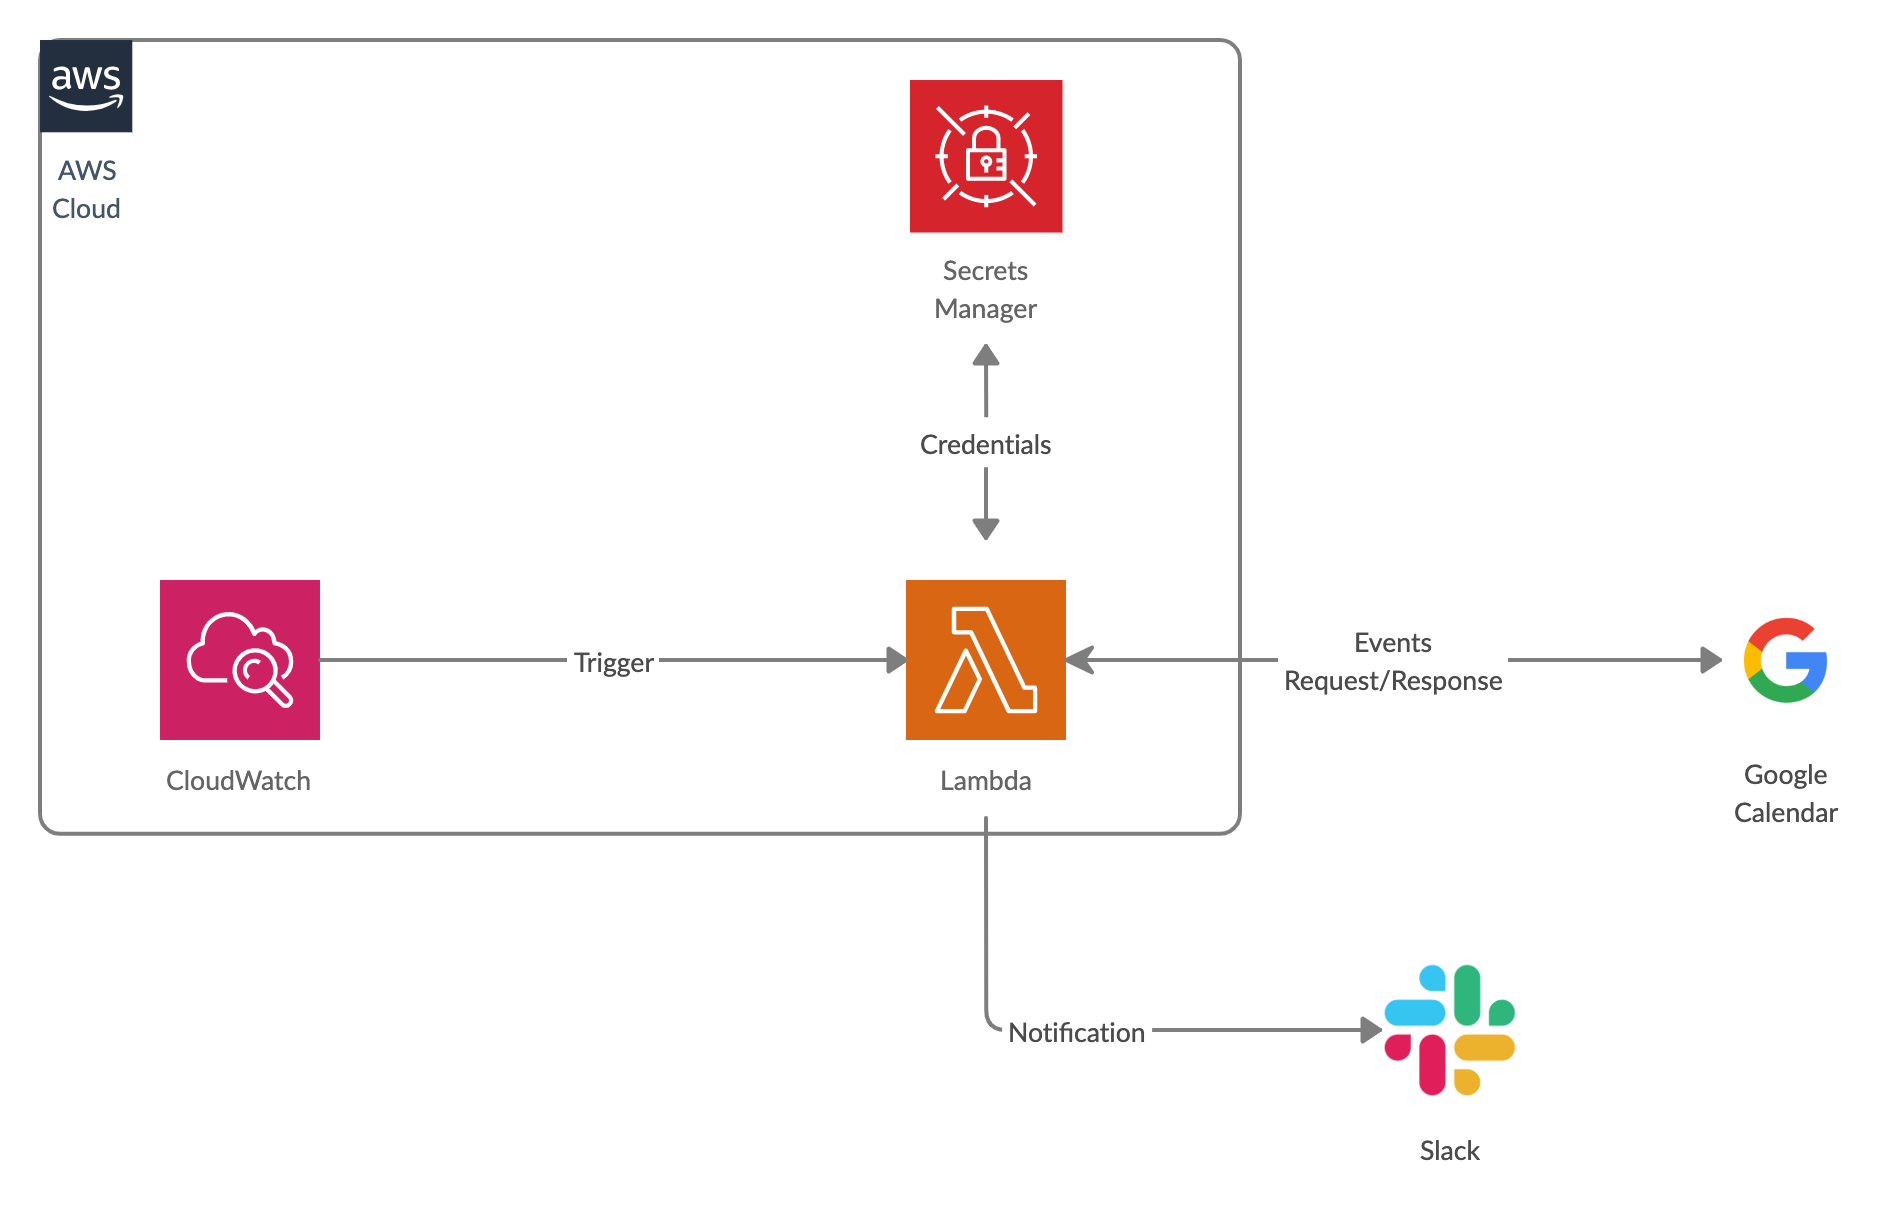 aws
AWS
Cloud
Secrets
Manager
Credentials
CloudWatch
Trigger
Lambda
Events
Request/Response
Google
Calendar
Notification
Slack